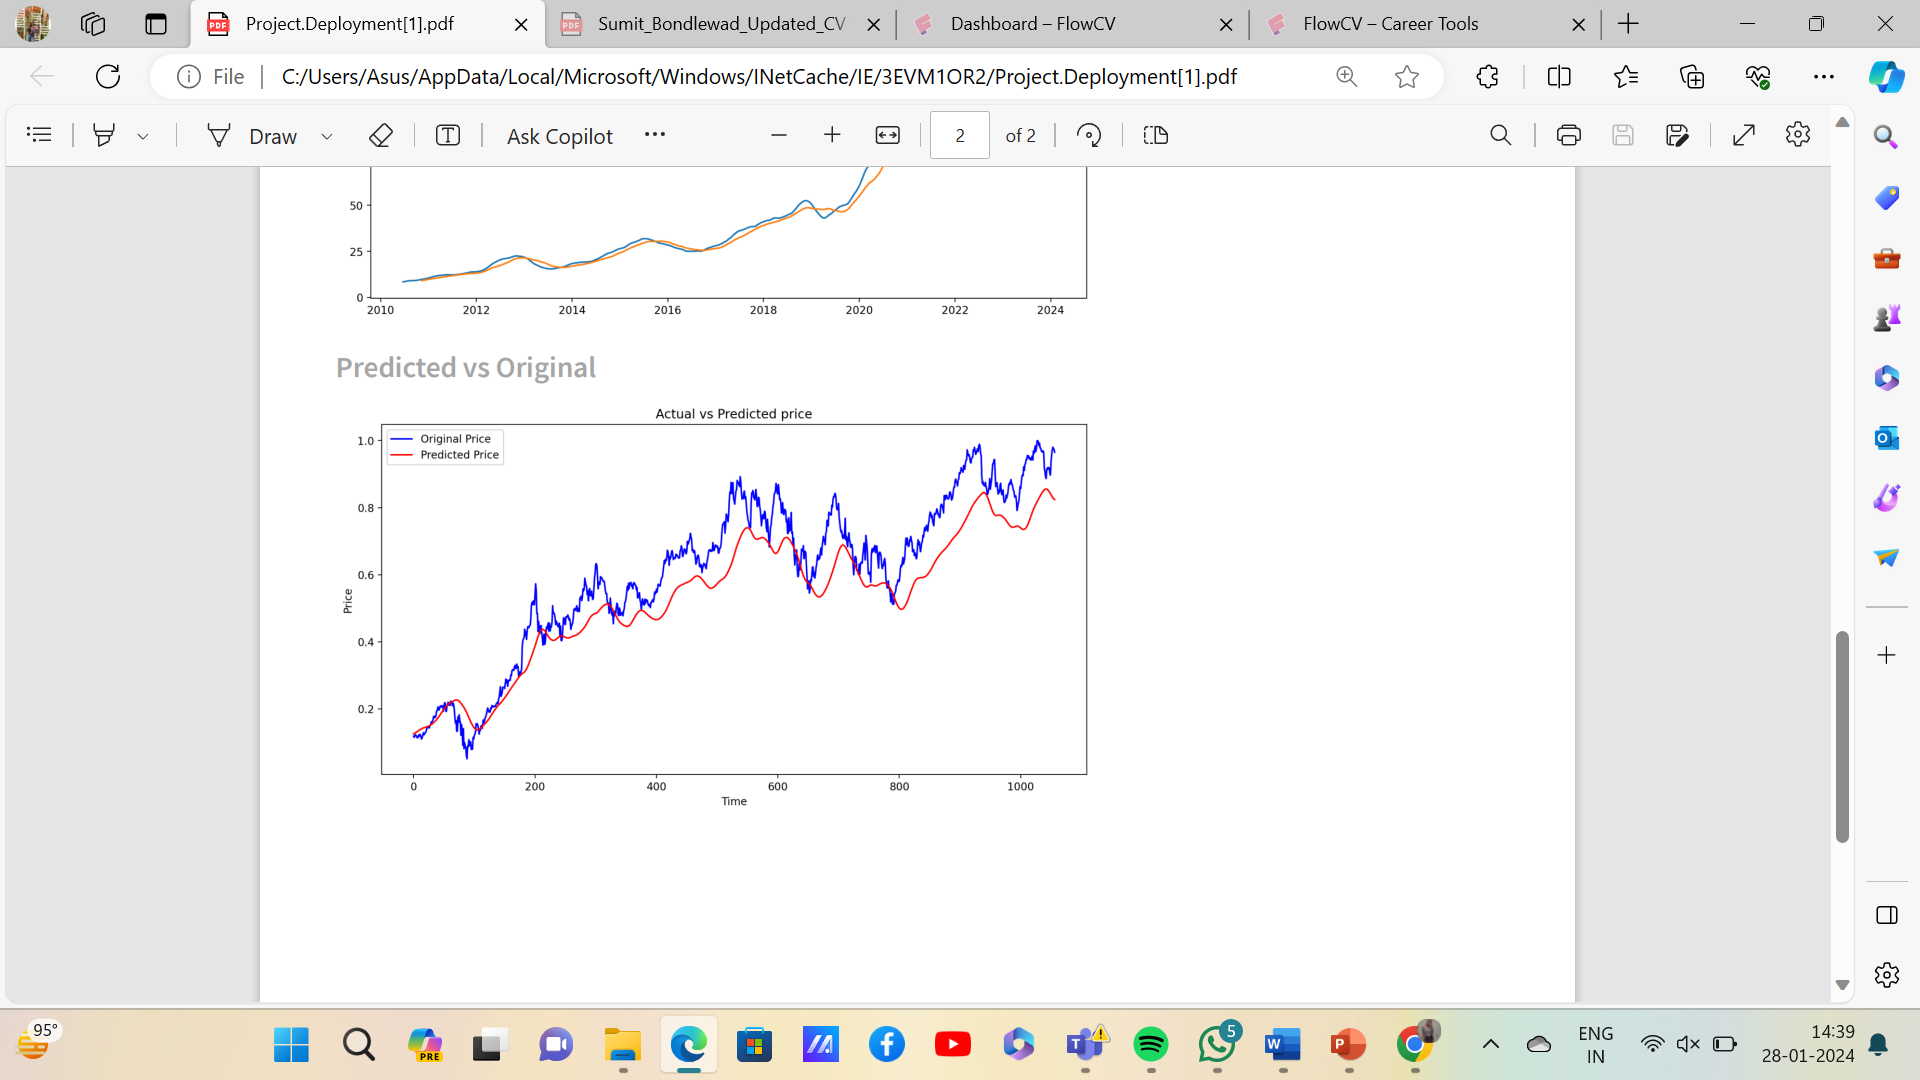 Project.Deployment[1].pdf
Sumit_Bondlewad_Updated_CV
Dashboard – FlowCV
FlowCV – Career Tools
File
C:/Users/Asus/AppData/Local/Microsoft/Windows/INetCache/IE/3EVM1OR2/Project.Deployment[1].pdf
Draw
Ask Copilot
2
of 2
50
25
0
2010 2012 2014 2016 2018 2020 2022 2024
Predicted vs Original
Actual vs Predicted price
Original Price
Predicted Price
1.0
0.8
0.6
0.4
0.2
Price
0 200 400 600 800 1000
Time
95°
PRE
5
ENG
IN
14:39
28-01-2024